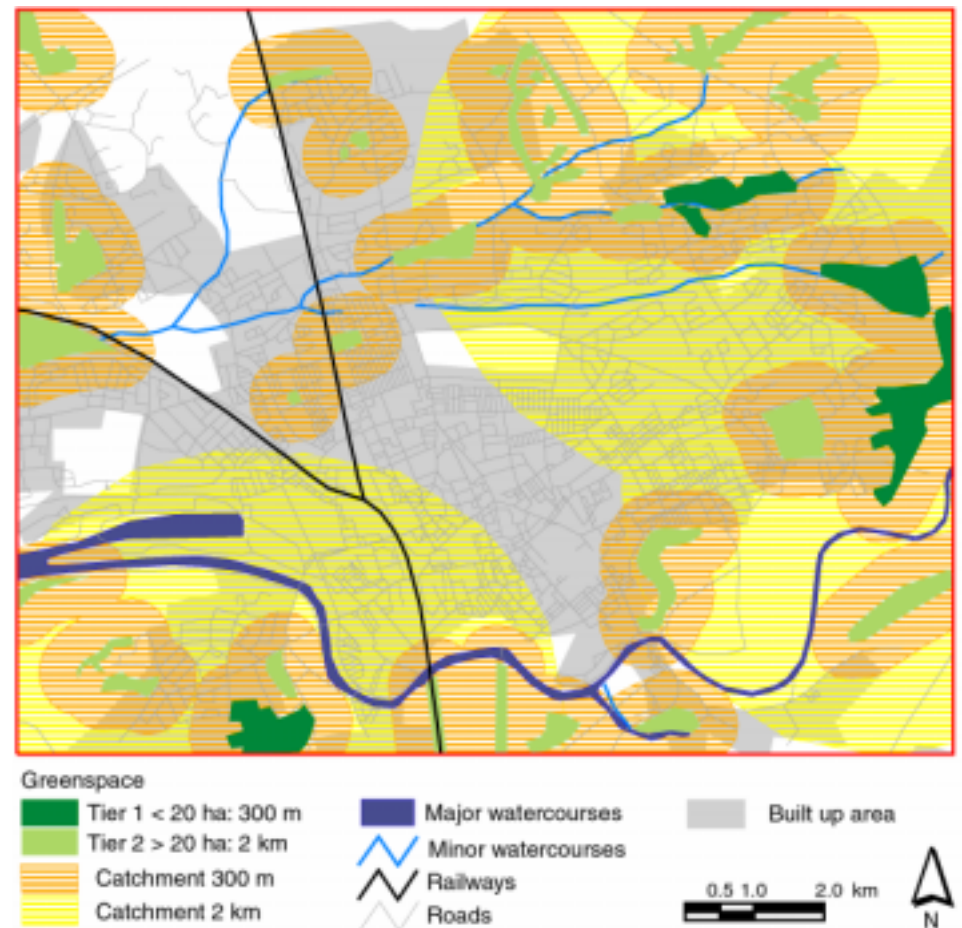 Greenspace
Tier 1 < 20 ha: 300 m
Tier 2 > 20 ha: 2 km
Catchment 300 m
Catchment 2 km
Major watercourses
Minor watercourses
Railways
Roads
Built up area
0.5 1.0 2.0 km
N